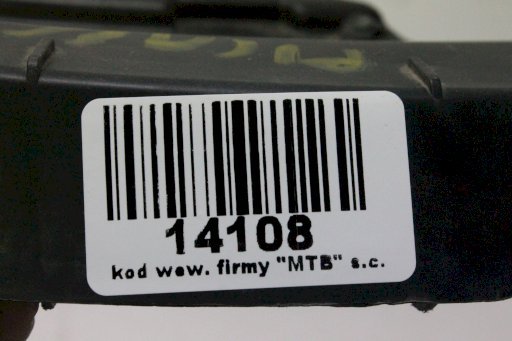 14108
kod wew. firmy "MTB" s.c.